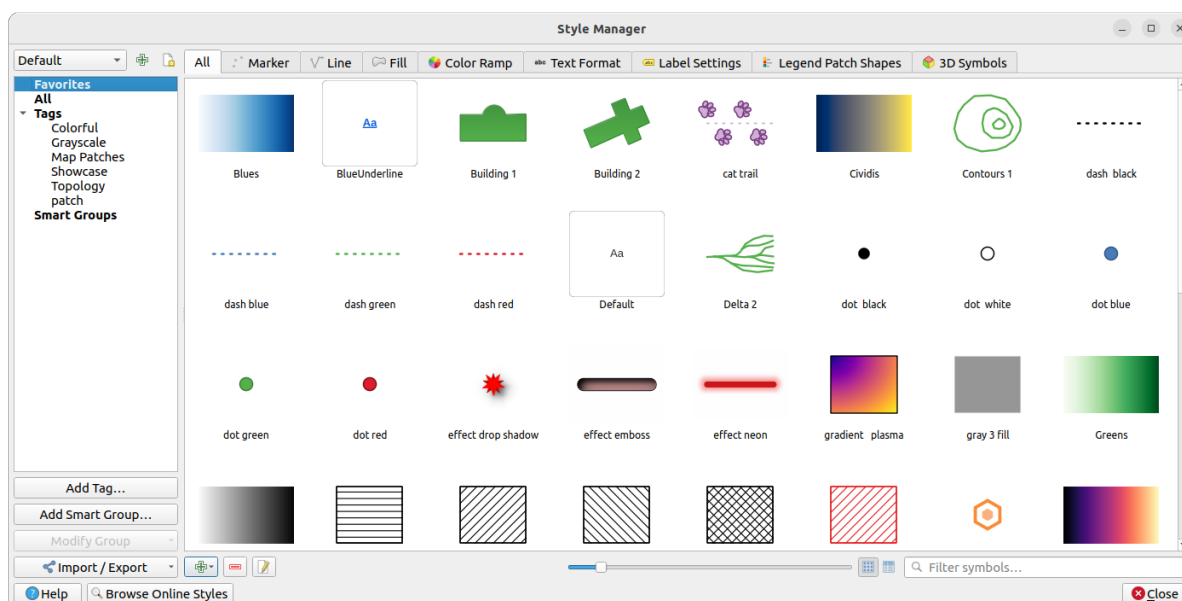 Style Manager
Default
All Marker Line Fill Color Ramp abc Text Format abc Label Settings Legend Patch Shapes 3D Symbols
Favorites
All
Tags
Colorful
Grayscale
Map Patches
Showcase
Topology
patch
Smart Groups
Aa
Blues BlueUnderline Building 1 Building 2 cat trail Cividis Contours 1 dash black
Aa
dash blue dash green dash red Default Delta 2 dot black dot white dot blue
dot green dot red effect drop shadow effect emboss effect neon gradient plasma gray 3 fill Greens
Add Tag...
Add Smart Group...
Modify Group
Import / Export
Filter symbols...
Help Browse Online Styles Close